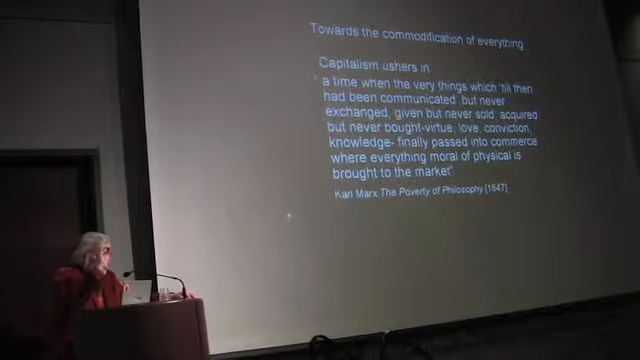 Towards the commodification of everything
Capitalism ushers in
"a time when the very things which 'till then
had been communicated, but never
exchanged, given but never sold, acquired
but never bought-virtue, love, conviction,
knowledge- finally passed into commerce
where everything moral of physical is
brought to the market"
Karl Marx The Poverty of Philosophy [1847]